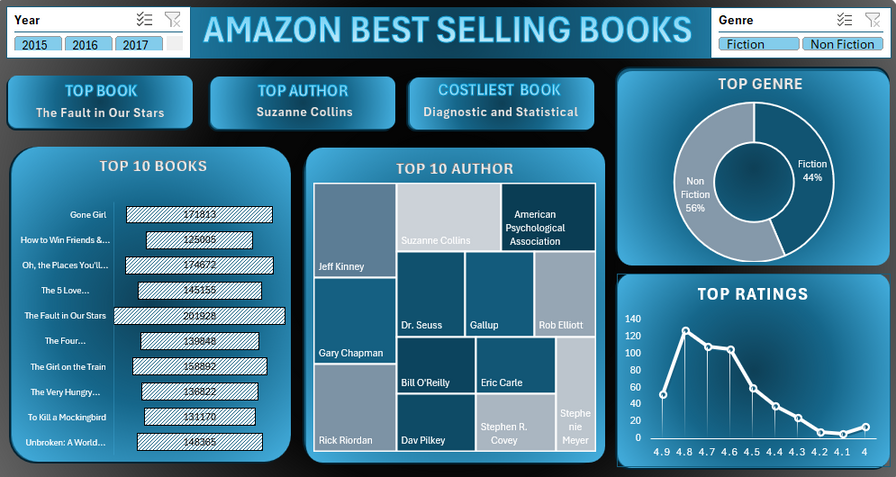 Year
2015 2016 2017
AMAZON BEST SELLING BOOKS
Genre
Fiction Non Fiction
TOP BOOK
The Fault in Our Stars
TOP AUTHOR
Suzanne Collins
COSTLIEST BOOK
Diagnostic and Statistical
TOP 10 BOOKS
Gone Girl 171813
How to Win Friends &... 125005
Oh, the Places You'll... 174672
The 5 Love... 145155
The Fault in Our Stars 201928
The Four... 139848
The Girl on the Train 158892
The Very Hungry... 136822
To Kill a Mockingbird 131170
Unbroken: A World... 148365
TOP 10 AUTHOR
Jeff Kinney
Gary Chapman
Rick Riordan
Suzanne Collins
American
Psychological
Association
Dr. Seuss
Gallup
Rob Elliott
Bill O'Reilly
Eric Carle
Dav Pilkey
Stephen R.
Covey
Stephe
nie
Meyer
TOP GENRE
Fiction
44%
Non
Fiction
56%
TOP RATINGS
140
120
100
80
60
40
20
0
4.9 4.8 4.7 4.6 4.5 4.4 4.3 4.2 4.1 4